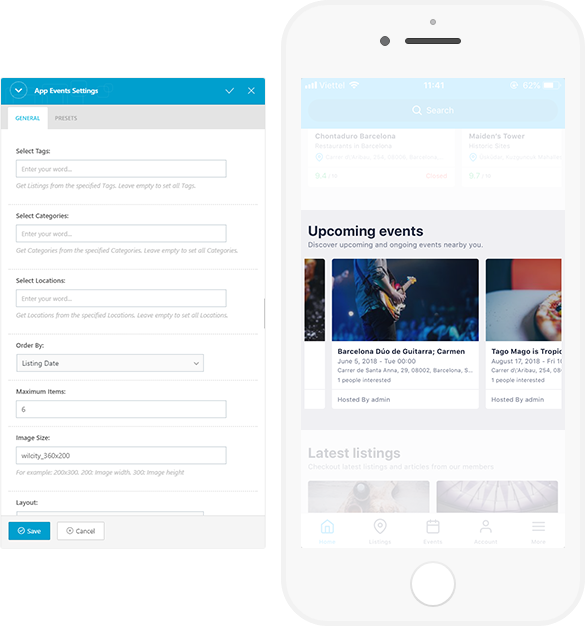 App Events Settings
GENERAL
PRESETS
Select Tags:
Enter your word...
Get Listings from the specified Tags. Leave empty to set all Tags.
Select Categories:
Enter your word...
Get Categories from the specified Categories. Leave empty to set all Categories.
Select Locations:
Enter your word...
Get Locations from the specified Locations. Leave empty to set all Locations.
Order By:
Listing Date
Maximum Items:
6
Image Size:
wilcity_360x200
For example: 200x300, 200: Image width, 300: Image height
Layout:
Save
Cancel
Viettel
11:41
62%
Search
Chontaduro Barcelona
Restaurants in Barcelona
9.4
Closed
Maiden's Tower
Historic Sites
9.7
Upcoming events
Discover upcoming and ongoing events nearby you.
Barcelona Dúo de Guitarra; Carmen
June 5, 2018 - Tue 00:00
Carrer de Santa Anna, 29, 08002, Barcelona, S...
1 people interested
Hosted By admin
Tago Mago is Tropic
August 17, 2018 - Fri 16
Carrer d'Aribau, 254, 08
3 people interested
Hosted By admin
Latest listings
Checkout latest listings and articles from our members
Home
Listings
Events
Account
More